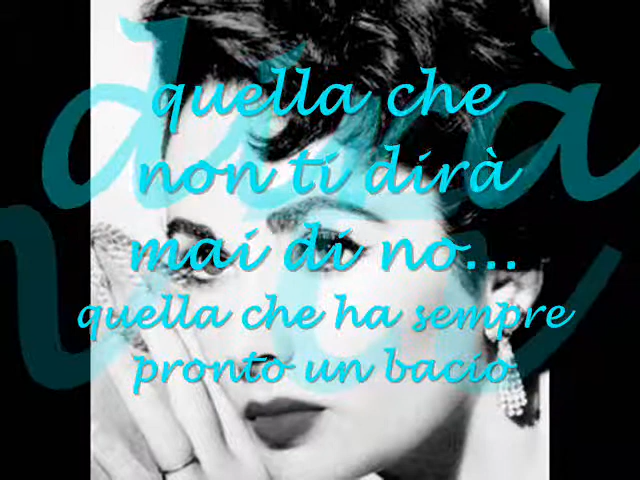 quella che
non ti dirà
mai di no...
quella che ha sempre
pronto un bacio